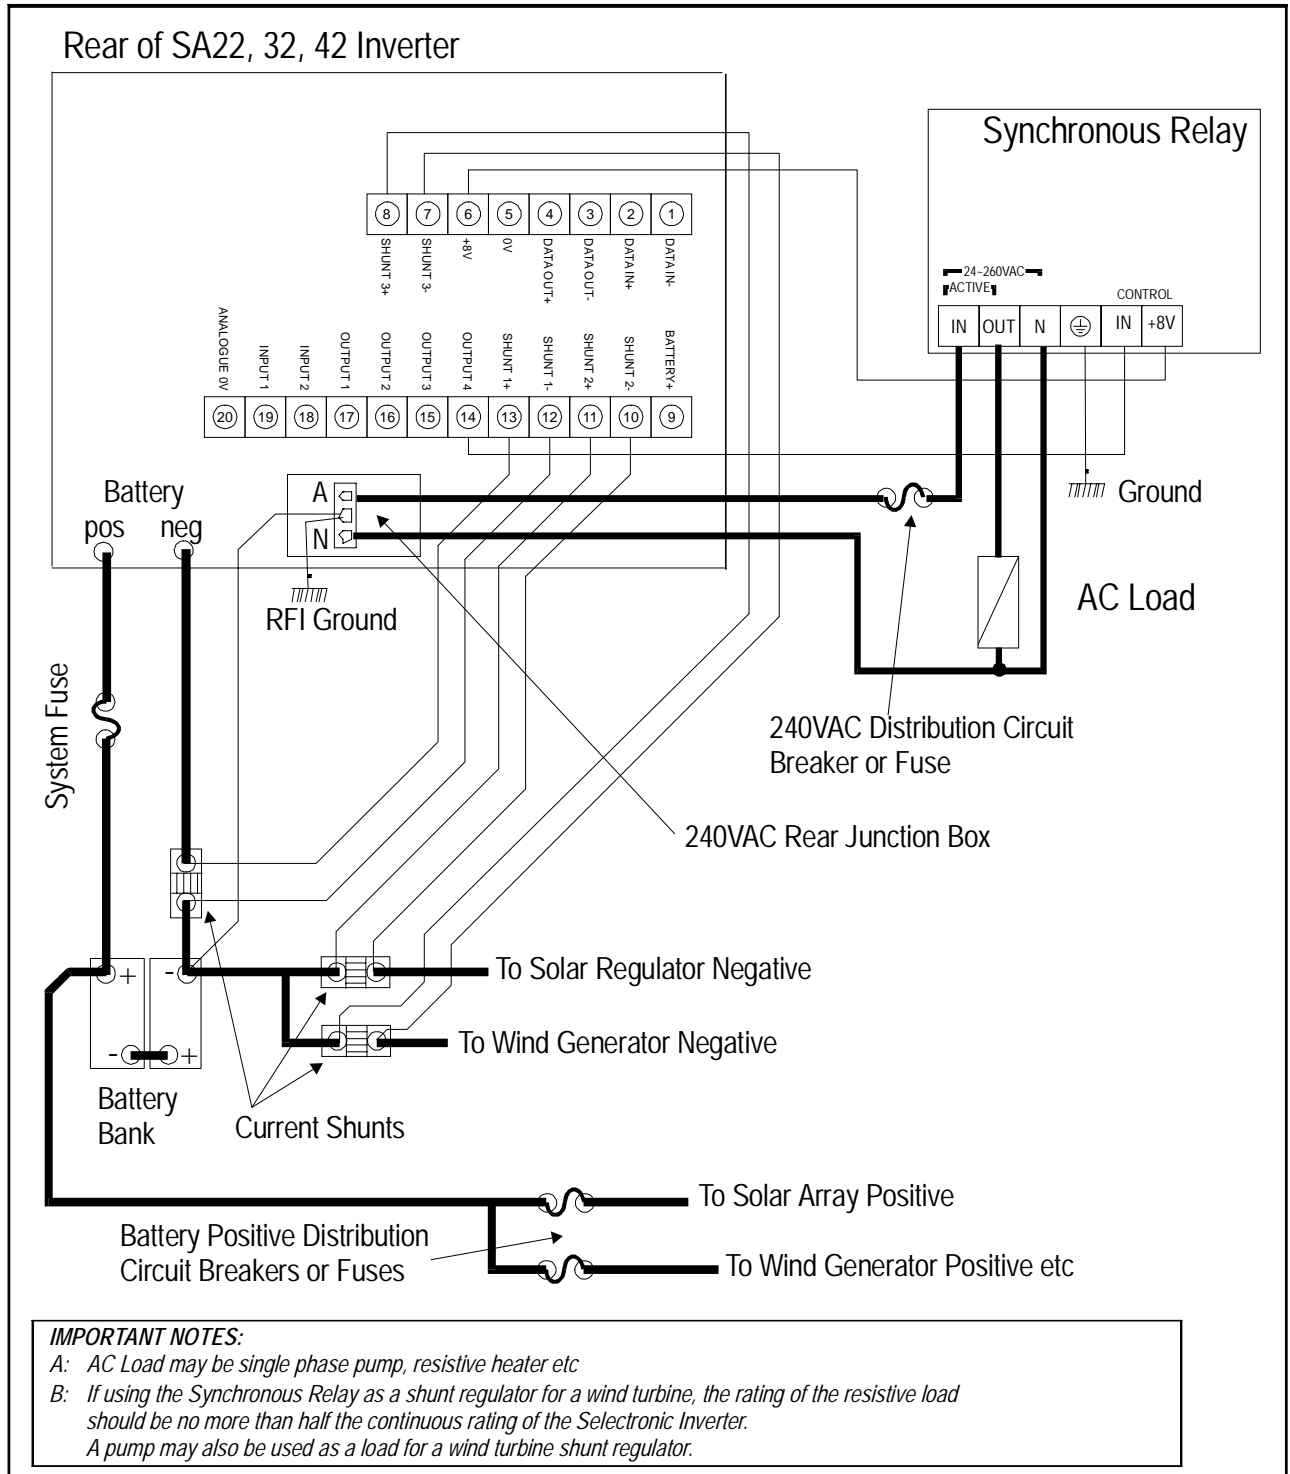 Rear of SA22, 32, 42 Inverter
Synchronous Relay
8 7 6 5 4 3 2 1
SHUNT 3+
SHUNT 3-
+8V
0V
DATA OUT+
DATA OUT-
DATA IN+
DATA IN-
24~260VAC
ACTIVE
CONTROL
IN OUT N IN +8V
ANALOGUE 0V
INPUT 1
INPUT 2
OUTPUT 1
OUTPUT 2
OUTPUT 3
OUTPUT 4
SHUNT 1+
SHUNT 1-
SHUNT 2+
SHUNT 2-
BATTERY+
20 19 18 17 16 15 14 13 12 11 10 9
Battery
pos neg
A
N
RFI Ground
Ground
AC Load
System Fuse
240VAC Distribution Circuit
Breaker or Fuse
240VAC Rear Junction Box
+ -
- +
To Solar Regulator Negative
To Wind Generator Negative
Battery
Bank
Current Shunts
To Solar Array Positive
Battery Positive Distribution
Circuit Breakers or Fuses
To Wind Generator Positive etc
IMPORTANT NOTES:
A: AC Load may be single phase pump, resistive heater etc
B: If using the Synchronous Relay as a shunt regulator for a wind turbine, the rating of the resistive load
should be no more than half the continuous rating of the Selectronic Inverter.
A pump may also be used as a load for a wind turbine shunt regulator.